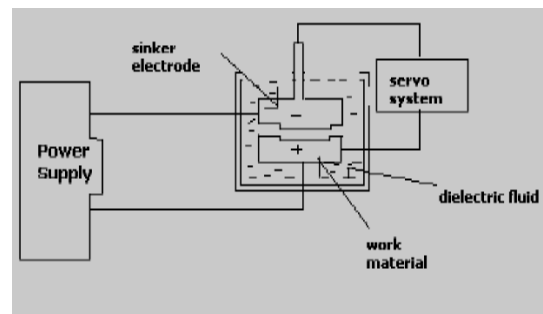 sinker
electrode
servo
system
-
+
Power
Supply
dielectric fluid
work
material